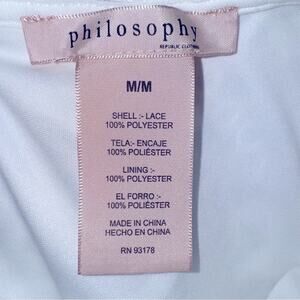 philosophy
REPUBLIC CLOTHING
M/M
SHELL :- LACE
100% POLYESTER
TELA:- ENCAJE
100% POLIÉSTER
LINING :-
100% POLYESTER
EL FORRO :-
100% POLIÉSTER
MADE IN CHINA
HECHO EN CHINA
RN 93178